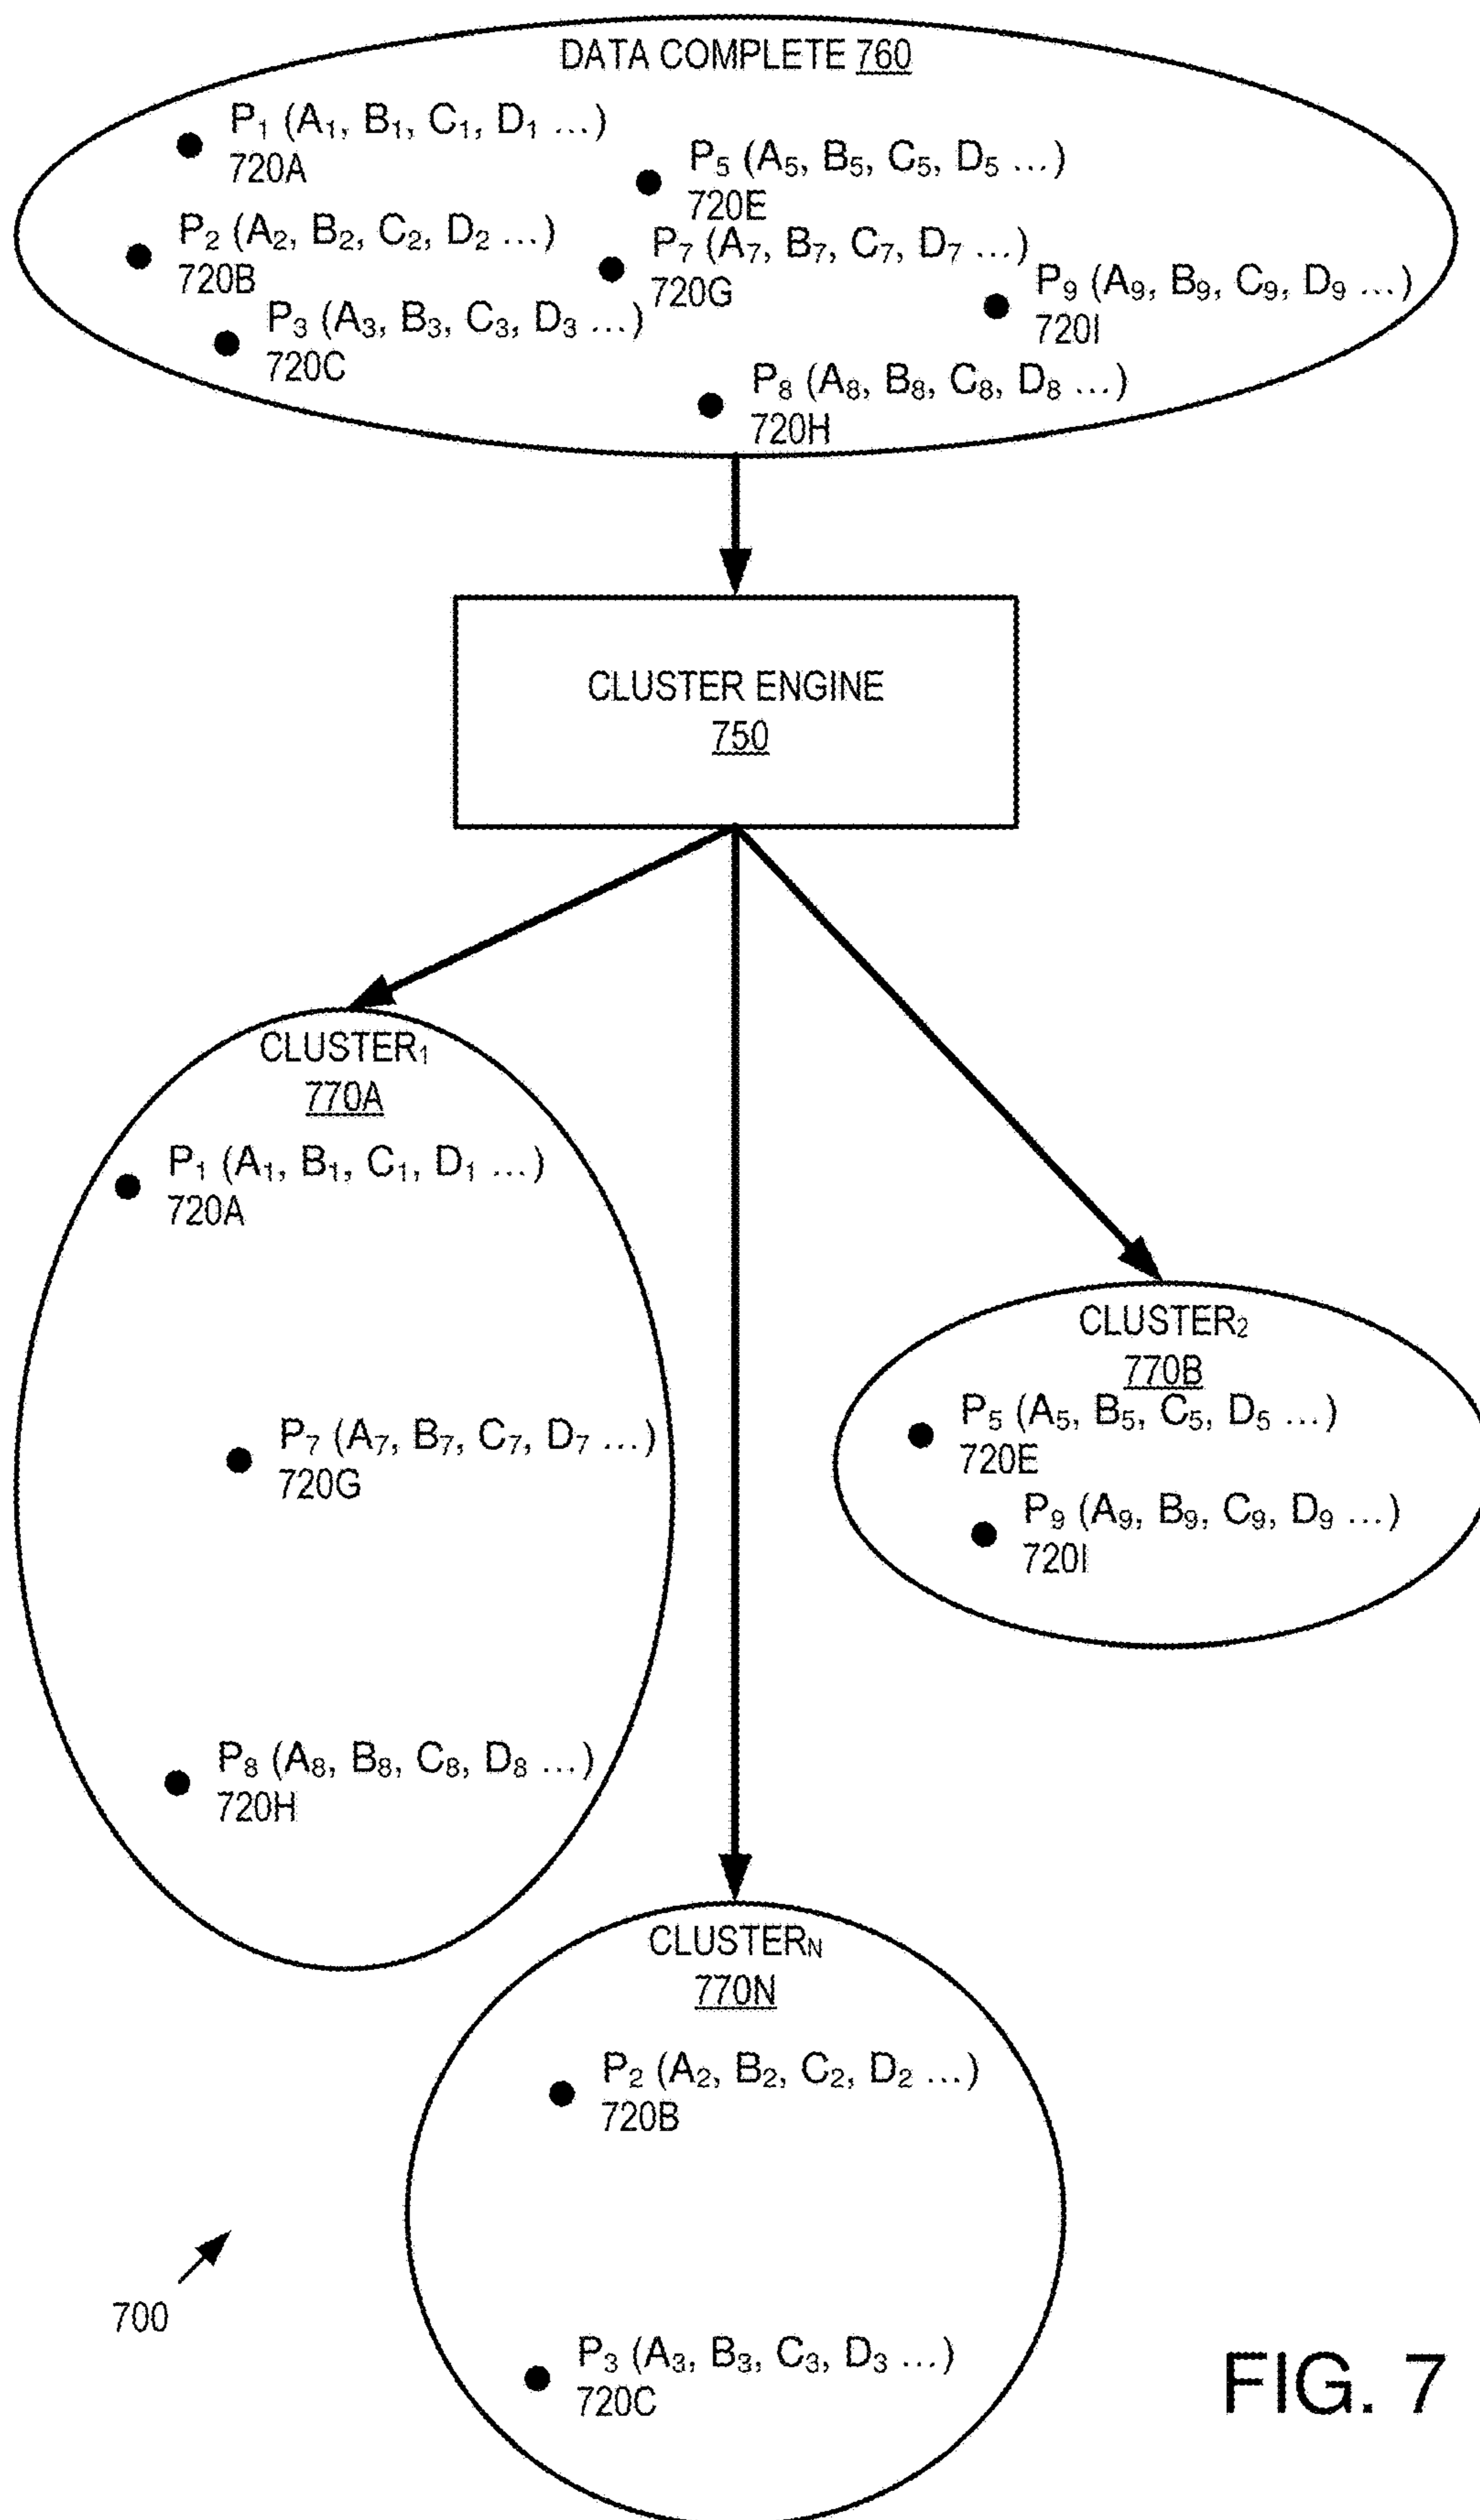 DATA COMPLETE 760
P₁ (A₁, B₁, C₁, D₁ ...)
720A
P₅ (A₅, B₅, C₅, D₅ ...)
720E
P₂ (A₂, B₂, C₂, D₂ ...)
720B
P₇ (A₇, B₇, C₇, D₇ ...)
720G
P₉ (A₉, B₉, C₉, D₉ ...)
720I
P₃ (A₃, B₃, C₃, D₃ ...)
720C
P₈ (A₈, B₈, C₈, D₈ ...)
720H
CLUSTER ENGINE
750
CLUSTER₁
770A
P₁ (A₁, B₁, C₁, D₁ ...)
720A
P₇ (A₇, B₇, C₇, D₇ ...)
720G
P₈ (A₈, B₈, C₈, D₈ ...)
720H
CLUSTER₂
770B
P₅ (A₅, B₅, C₅, D₅ ...)
720E
P₉ (A₉, B₉, C₉, D₉ ...)
720I
CLUSTER_N
770N
P₂ (A₂, B₂, C₂, D₂ ...)
720B
P₃ (A₃, B₃, C₃, D₃ ...)
720C
700
FIG. 7